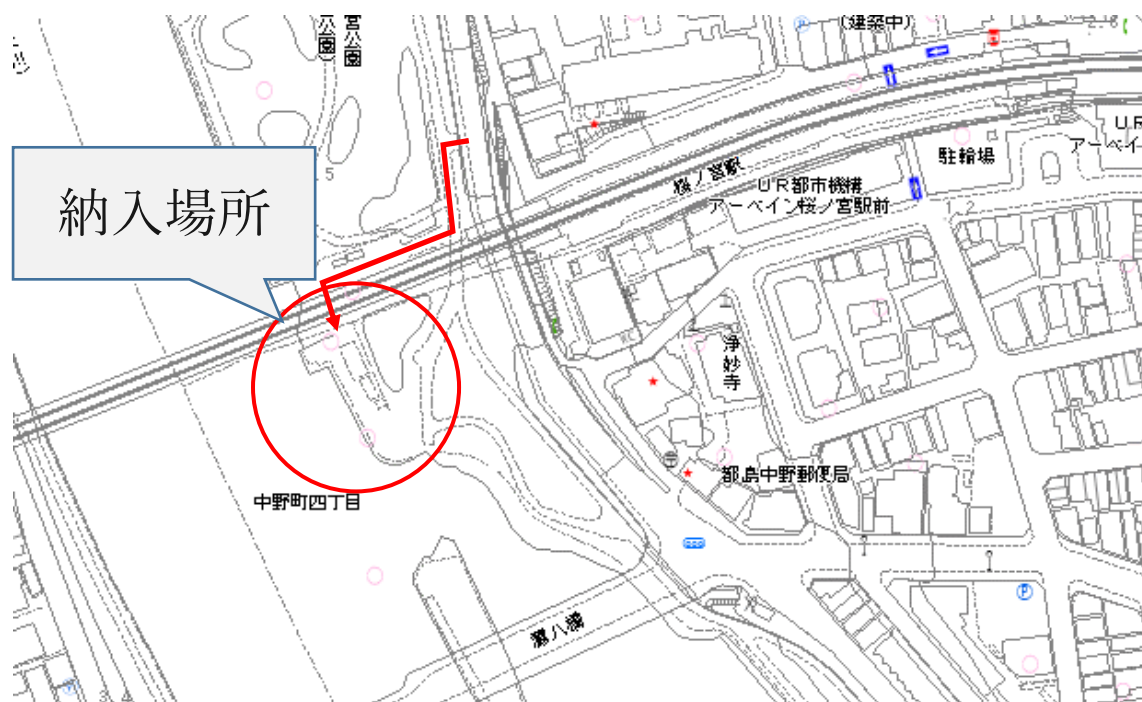 宮公園
公園
(建築中)
納入場所
5
桜ノ宮駅
UR都市機構
アーベイン桜ノ宮駅前
駐輪場
UR
アーベイ
2
浄妙寺
都島中野郵便局
中野町四丁目
源八橋
P